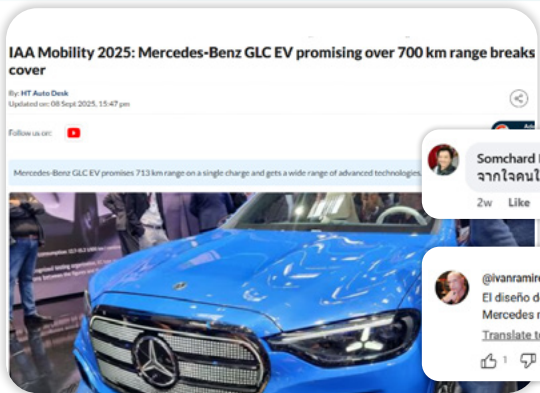 IAA Mobility 2025: Mercedes-Benz GLC EV promising over 700 km range breaks
cover
By: HT Auto Desk
Updated on: 08 Sept 2025, 15:47 pm
Follow us on:
Mercedes-Benz GLC EV promises 713 km range on a single charge and gets a wide range of advanced technologies.
Somchard
จากใจคนใ
2w Like
@ivanramire
El diseño d
Mercedes
Translate t
1